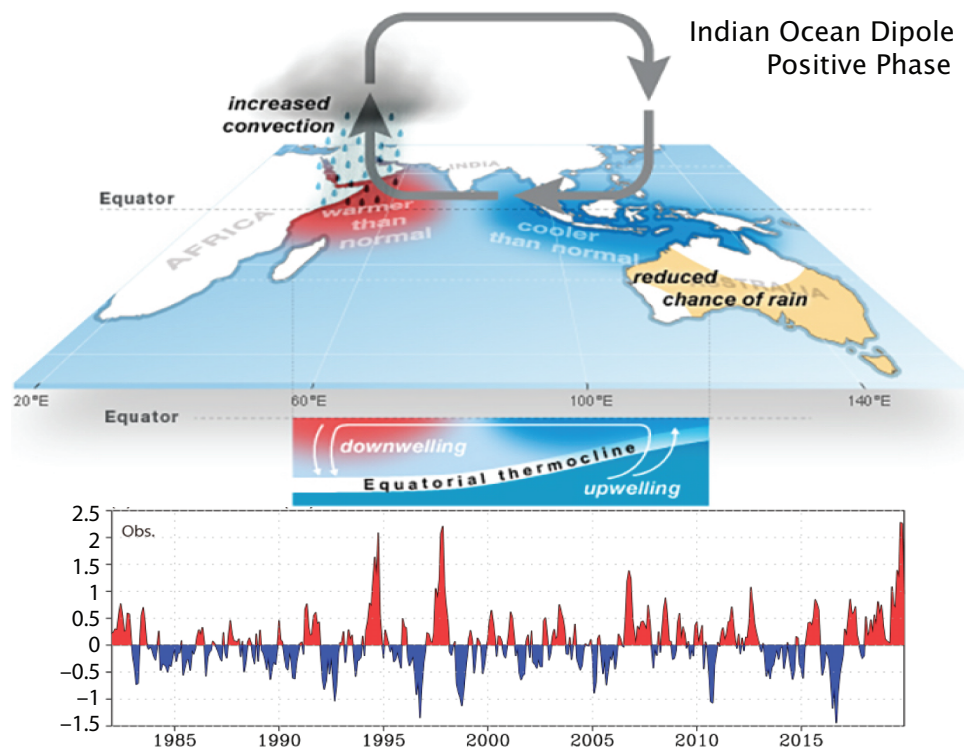 Indian Ocean Dipole
Positive Phase
increased
convection
INDIA
Equator
AFRICA
warmer
than
normal
cooler
than normal
AUSTRALIA
reduced
chance of rain
20°E
60°E
100°E
140°E
Equator
downwelling
Equatorial thermocline
upwelling
2.5
Obs.
2
1.5
1
0.5
0
−0.5
−1
−1.5
1985
1990
1995
2000
2005
2010
2015